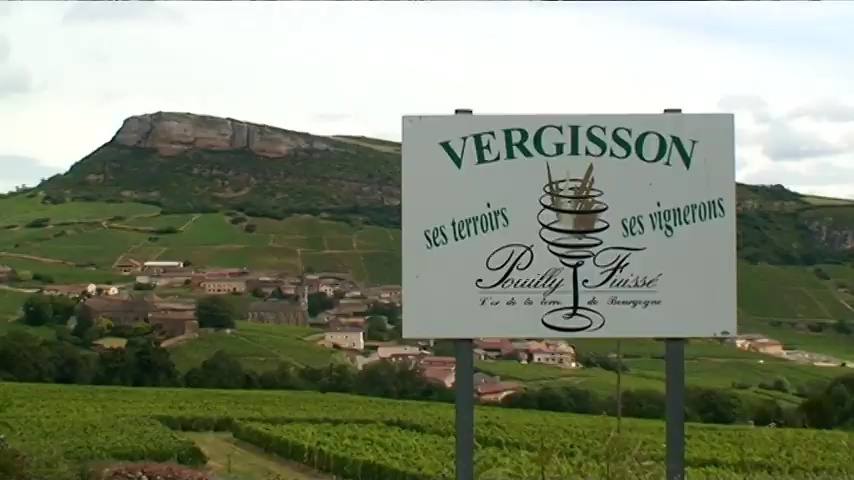 VERGISSON
ses terroirs
ses vignerons
Pouilly Fuissé
L'or de la terre de Bourgogne